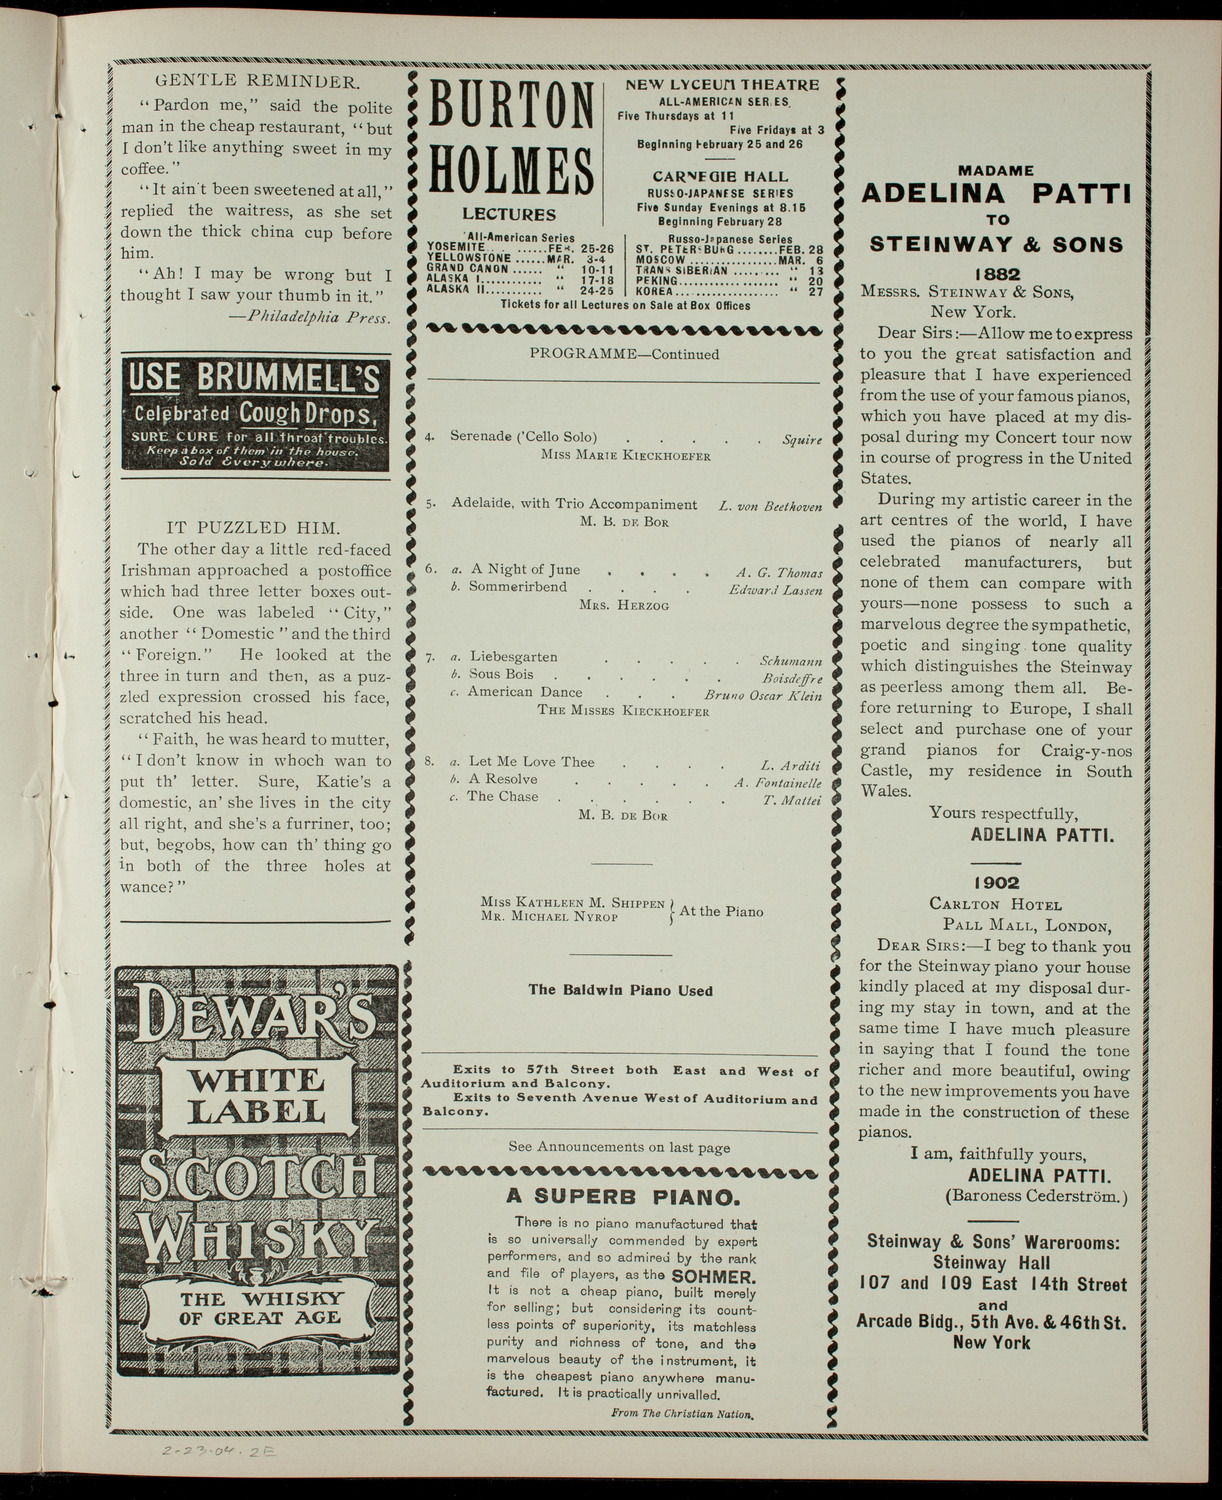 GENTLE REMINDER.
“Pardon me,” said the polite
man in the cheap restaurant, “but
I don't like anything sweet in my
coffee.”
“It ain't been sweetened at all,”
replied the waitress, as she set
down the thick china cup before
him.
“Ah! I may be wrong but I
thought I saw your thumb in it.”
—Philadelphia Press.
USE BRUMMELL'S
Celebrated Cough Drops,
SURE CURE for all throat troubles.
Keep a box of them in the house.
Sold Everywhere.
IT PUZZLED HIM.
The other day a little red-faced
Irishman approached a postoffice
which had three letter boxes out-
side. One was labeled “City,”
another “Domestic” and the third
“Foreign.” He looked at the
three in turn and then, as a puz-
zled expression crossed his face,
scratched his head.
“Faith, he was heard to mutter,
“I don't know in whoch wan to
put th' letter. Sure, Katie's a
domestic, an' she lives in the city
all right, and she's a furriner, too;
but, begobs, how can th' thing go
in both of the three holes at
wance?”
DEWAR'S
WHITE
LABEL
SCOTCH
WHISKY
THE WHISKY
OF GREAT AGE
BURTON
HOLMES
LECTURES
NEW LYCEUM THEATRE
ALL-AMERICAN SERIES.
Five Thursdays at 11
Five Fridays at 3
Beginning February 25 and 26
CARNEGIE HALL
RUSSO-JAPANESE SERIES
Five Sunday Evenings at 8.15
Beginning February 28
All-American Series
YOSEMITE.........FEB. 25-26
YELLOWSTONE......MAR. 3-4
GRAND CANON...... “ 10-11
ALASKA I........... “ 17-18
ALASKA II.......... “ 24-25
Russo-Japanese Series
ST. PETERSBURG........FEB. 28
MOSCOW...............MAR. 6
TRANS SIBERIAN......... “ 13
PEKING.................. “ 20
KOREA................... “ 27
Tickets for all Lectures on Sale at Box Offices
PROGRAMME—Continued
4. Serenade ('Cello Solo) . . . . . Squire
MISS MARIE KIECKHOEFER
5. Adelaide, with Trio Accompaniment L. von Beethoven
M. B. DE BOR
6. a. A Night of June . . . . A. G. Thomas
b. Sommerirbend . . . . Edward Lassen
MRS. HERZOG
7. a. Liebesgarten . . . . . Schumann
b. Sous Bois . . . . . . Boisdeffre
c. American Dance . . . Bruno Oscar Klein
THE MISSES KIECKHOEFER
8. a. Let Me Love Thee . . . . L. Arditi
b. A Resolve . . . . . A. Fontainelle
c. The Chase . . . . . . T. Mattei
M. B. DE BOR
MISS KATHLEEN M. SHIPPEN
MR. MICHAEL NYROP } At the Piano
The Baldwin Piano Used
Exits to 57th Street both East and West of
Auditorium and Balcony.
Exits to Seventh Avenue West of Auditorium and
Balcony.
See Announcements on last page
A SUPERB PIANO.
There is no piano manufactured that
is so universally commended by expert
performers, and so admired by the rank
and file of players, as the SOHMER.
It is not a cheap piano, built merely
for selling; but considering its count-
less points of superiority, its matchless
purity and richness of tone, and the
marvelous beauty of the instrument, it
is the cheapest piano anywhere manu-
factured. It is practically unrivalled.
From The Christian Nation.
MADAME
ADELINA PATTI
TO
STEINWAY & SONS
1882
MESSRS. STEINWAY & SONS,
New York.
Dear Sirs:—Allow me to express
to you the great satisfaction and
pleasure that I have experienced
from the use of your famous pianos,
which you have placed at my dis-
posal during my Concert tour now
in course of progress in the United
States.
During my artistic career in the
art centres of the world, I have
used the pianos of nearly all
celebrated manufacturers, but
none of them can compare with
yours—none possess to such a
marvelous degree the sympathetic,
poetic and singing tone quality
which distinguishes the Steinway
as peerless among them all. Be-
fore returning to Europe, I shall
select and purchase one of your
grand pianos for Craig-y-nos
Castle, my residence in South
Wales.
Yours respectfully,
ADELINA PATTI.
1902
CARLTON HOTEL
PALL MALL, LONDON,
DEAR SIRS:—I beg to thank you
for the Steinway piano your house
kindly placed at my disposal dur-
ing my stay in town, and at the
same time I have much pleasure
in saying that I found the tone
richer and more beautiful, owing
to the new improvements you have
made in the construction of these
pianos.
I am, faithfully yours,
ADELINA PATTI.
(Baroness Cederström.)
Steinway & Sons' Warerooms:
Steinway Hall
107 and 109 East 14th Street
and
Arcade Bldg., 5th Ave. & 46th St.
New York
2-23-04. 2E